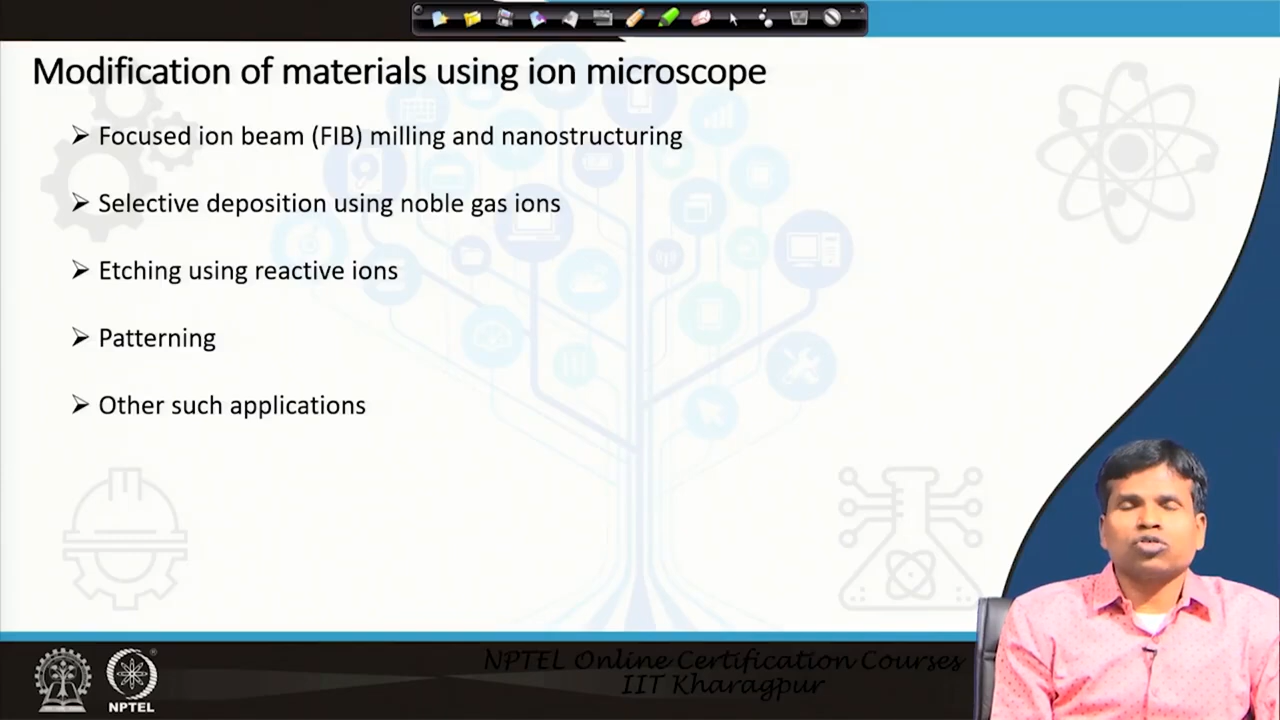 Modification of materials using ion microscope
➢ Focused ion beam (FIB) milling and nanostructuring
➢ Selective deposition using noble gas ions
➢ Etching using reactive ions
➢ Patterning
➢ Other such applications
NPTEL Online Certification Courses
IIT Kharagpur
NPTEL